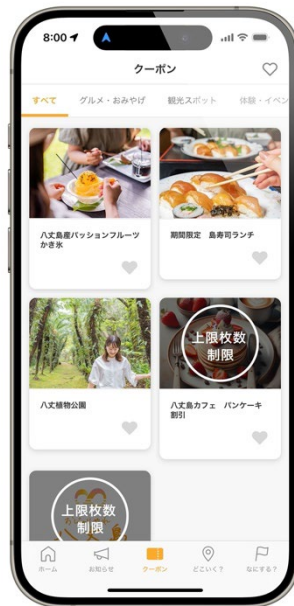 8:00
クーポン
すべて
グルメ・おみやげ
観光スポット
体験・イベン
八丈島産パッションフルーツ
かき氷
期間限定 島寿司ランチ
八丈植物公園
上限枚数
制限
八丈島カフェ パンケーキ
割引
上限枚数
制限
ホーム
お知らせ
クーポン
どこいく？
なにする？